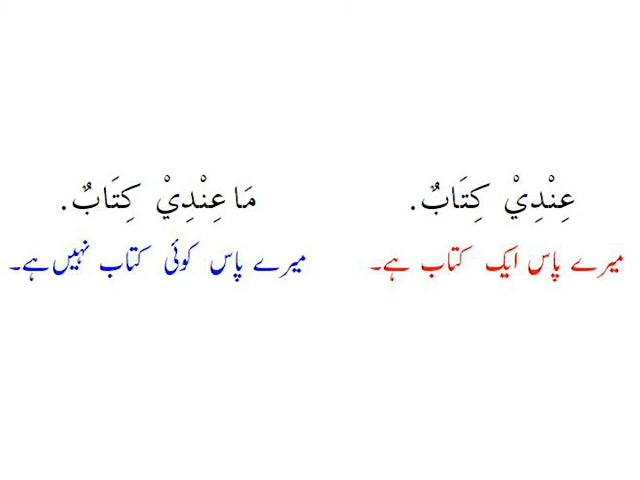 عِنْدِيْ كِتَابٌ.
میرے پاس ایک کتاب ہے۔
مَا عِنْدِيْ كِتَابٌ.
میرے پاس کوئی کتاب نہیں ہے۔